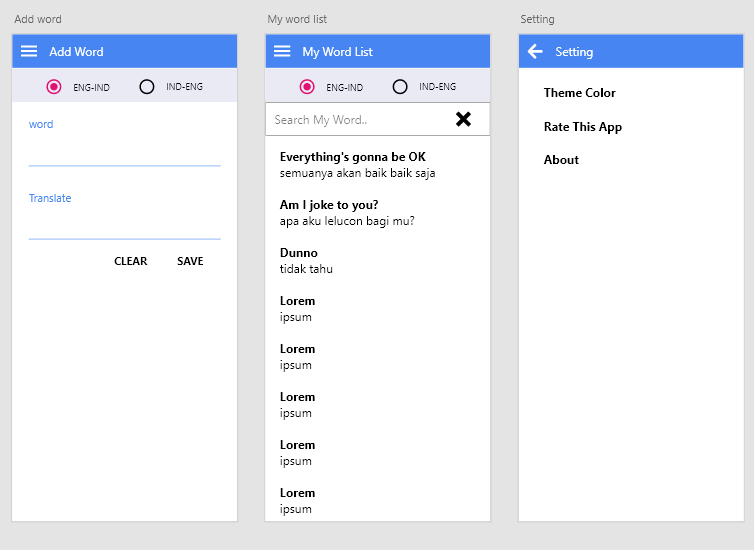 Add word
Add Word
ENG-IND
IND-ENG
word
Translate
CLEAR
SAVE
My word list
My Word List
ENG-IND
IND-ENG
Search My Word..
Everything's gonna be OK
semuanya akan baik baik saja
Am I joke to you?
apa aku lelucon bagi mu?
Dunno
tidak tahu
Lorem
ipsum
Lorem
ipsum
Lorem
ipsum
Lorem
ipsum
Lorem
ipsum
Setting
Setting
Theme Color
Rate This App
About